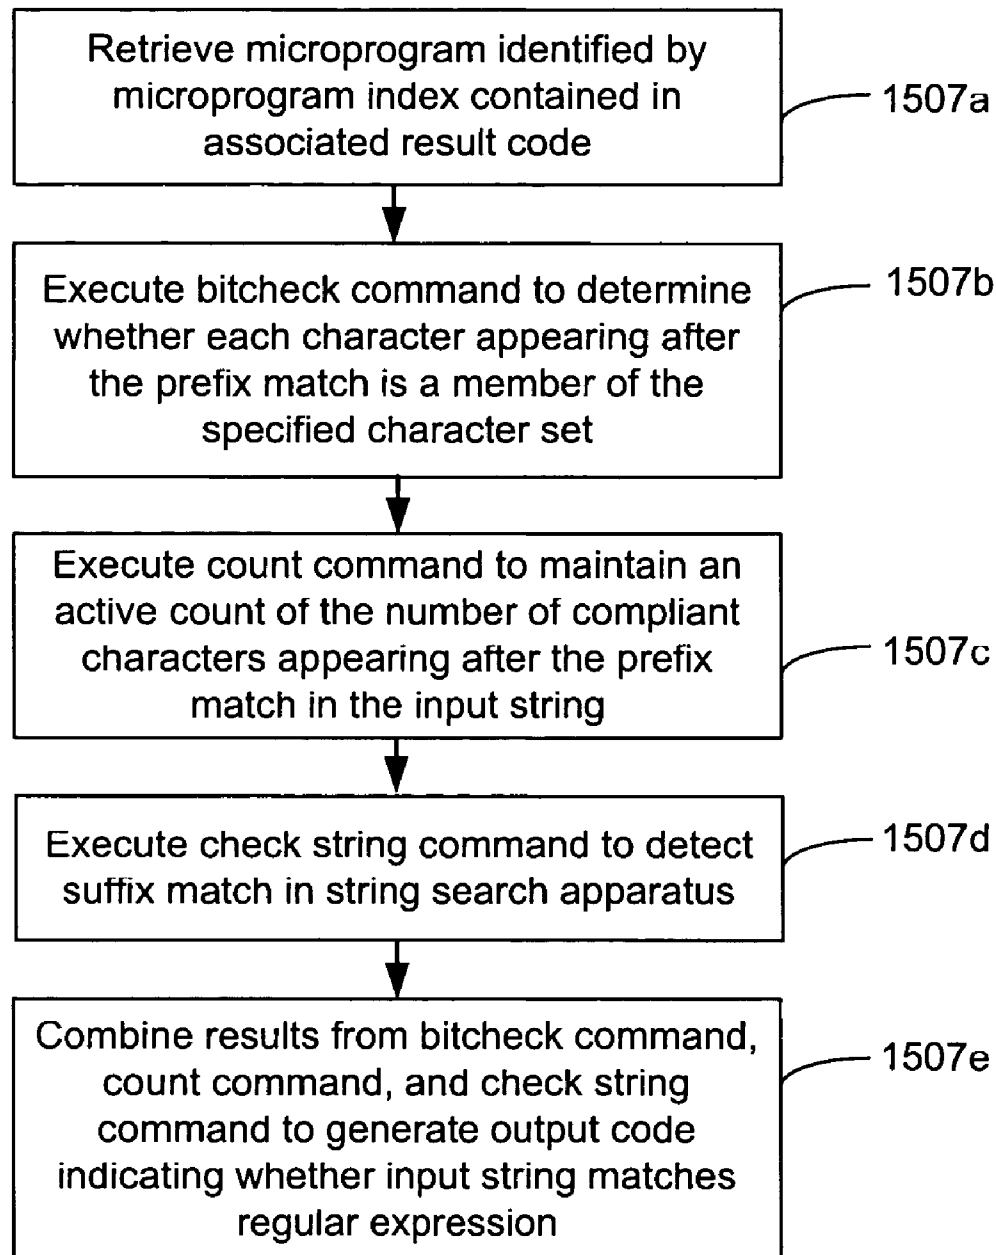 Retrieve microprogram identified by
microprogram index contained in
associated result code
1507a
Execute bitcheck command to determine
whether each character appearing after
the prefix match is a member of the
specified character set
1507b
Execute count command to maintain an
active count of the number of compliant
characters appearing after the prefix
match in the input string
1507c
Execute check string command to detect
suffix match in string search apparatus
1507d
Combine results from bitcheck command,
count command, and check string
command to generate output code
indicating whether input string matches
regular expression
1507e